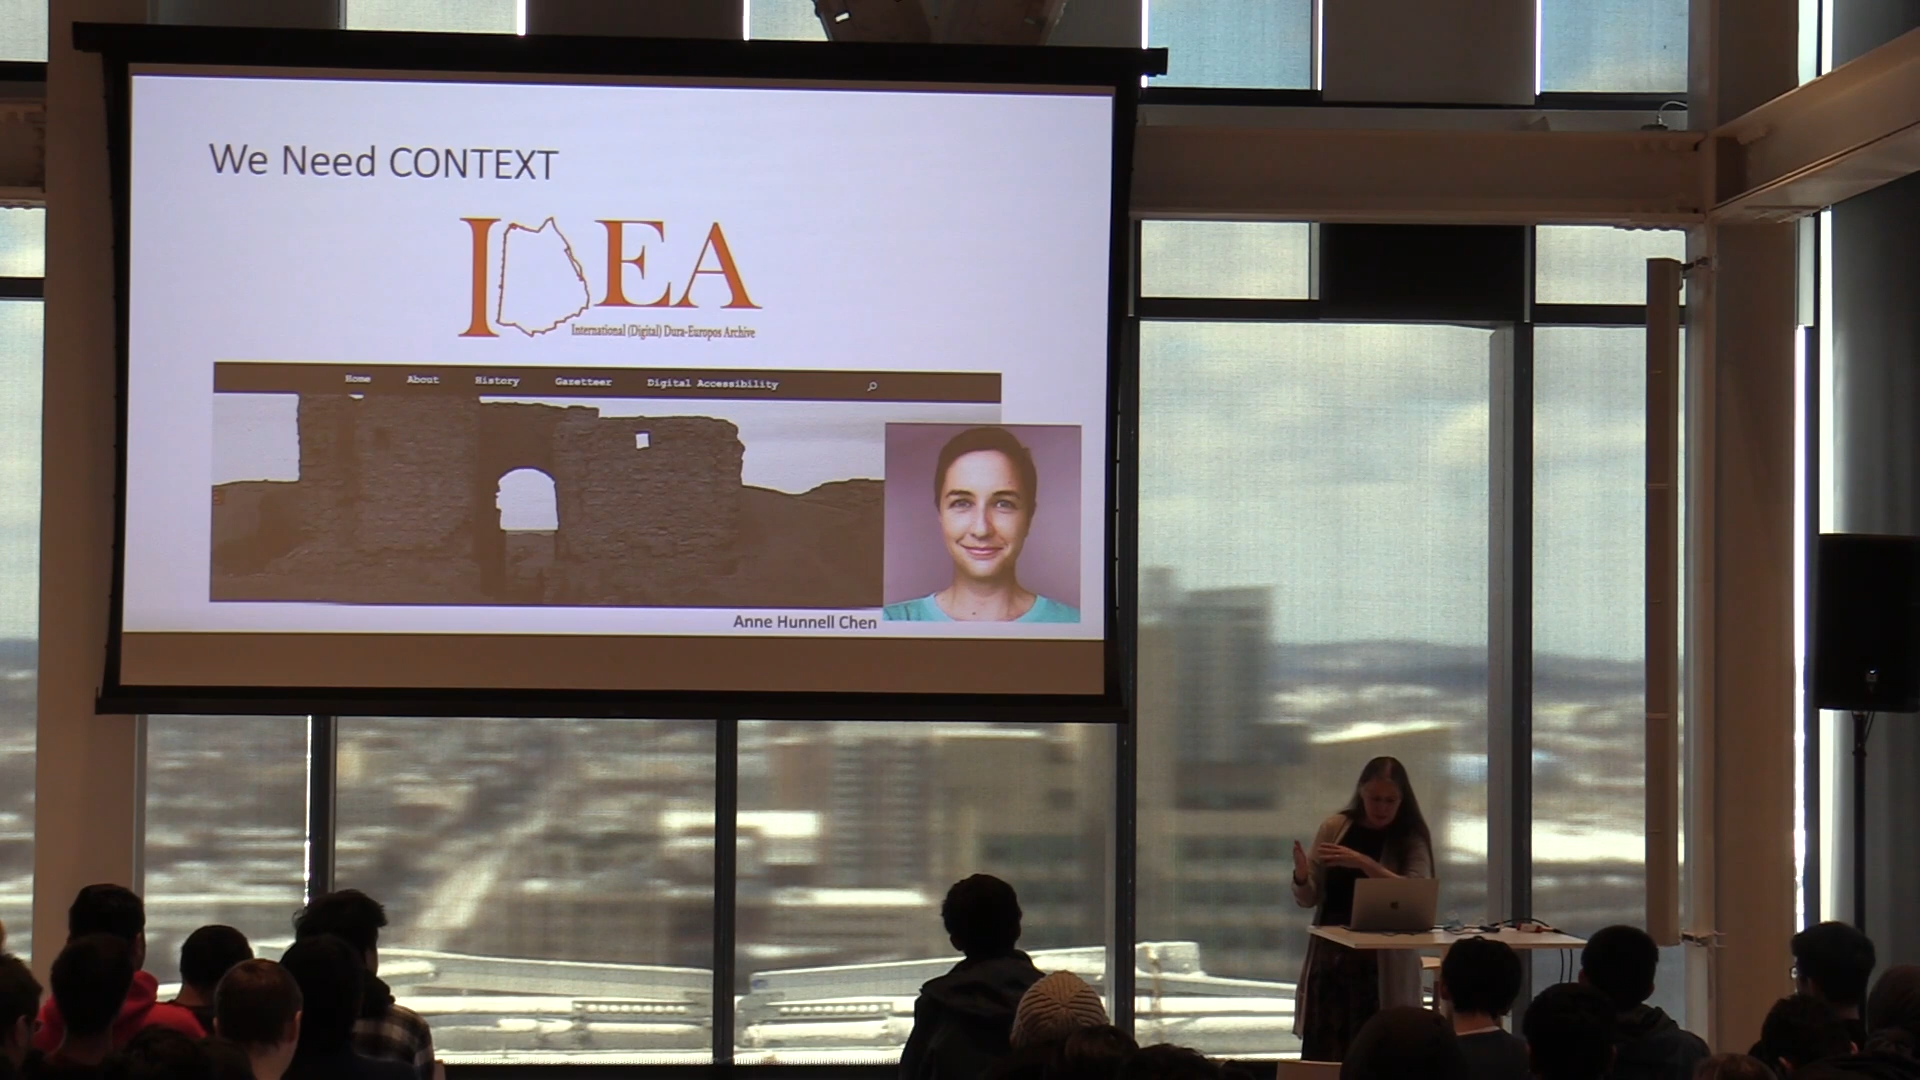 We Need CONTEXT
IDEA
International (Digital) Dura-Europos Archive
Home About History Gazetteer Digital Accessibility
Anne Hunnell Chen